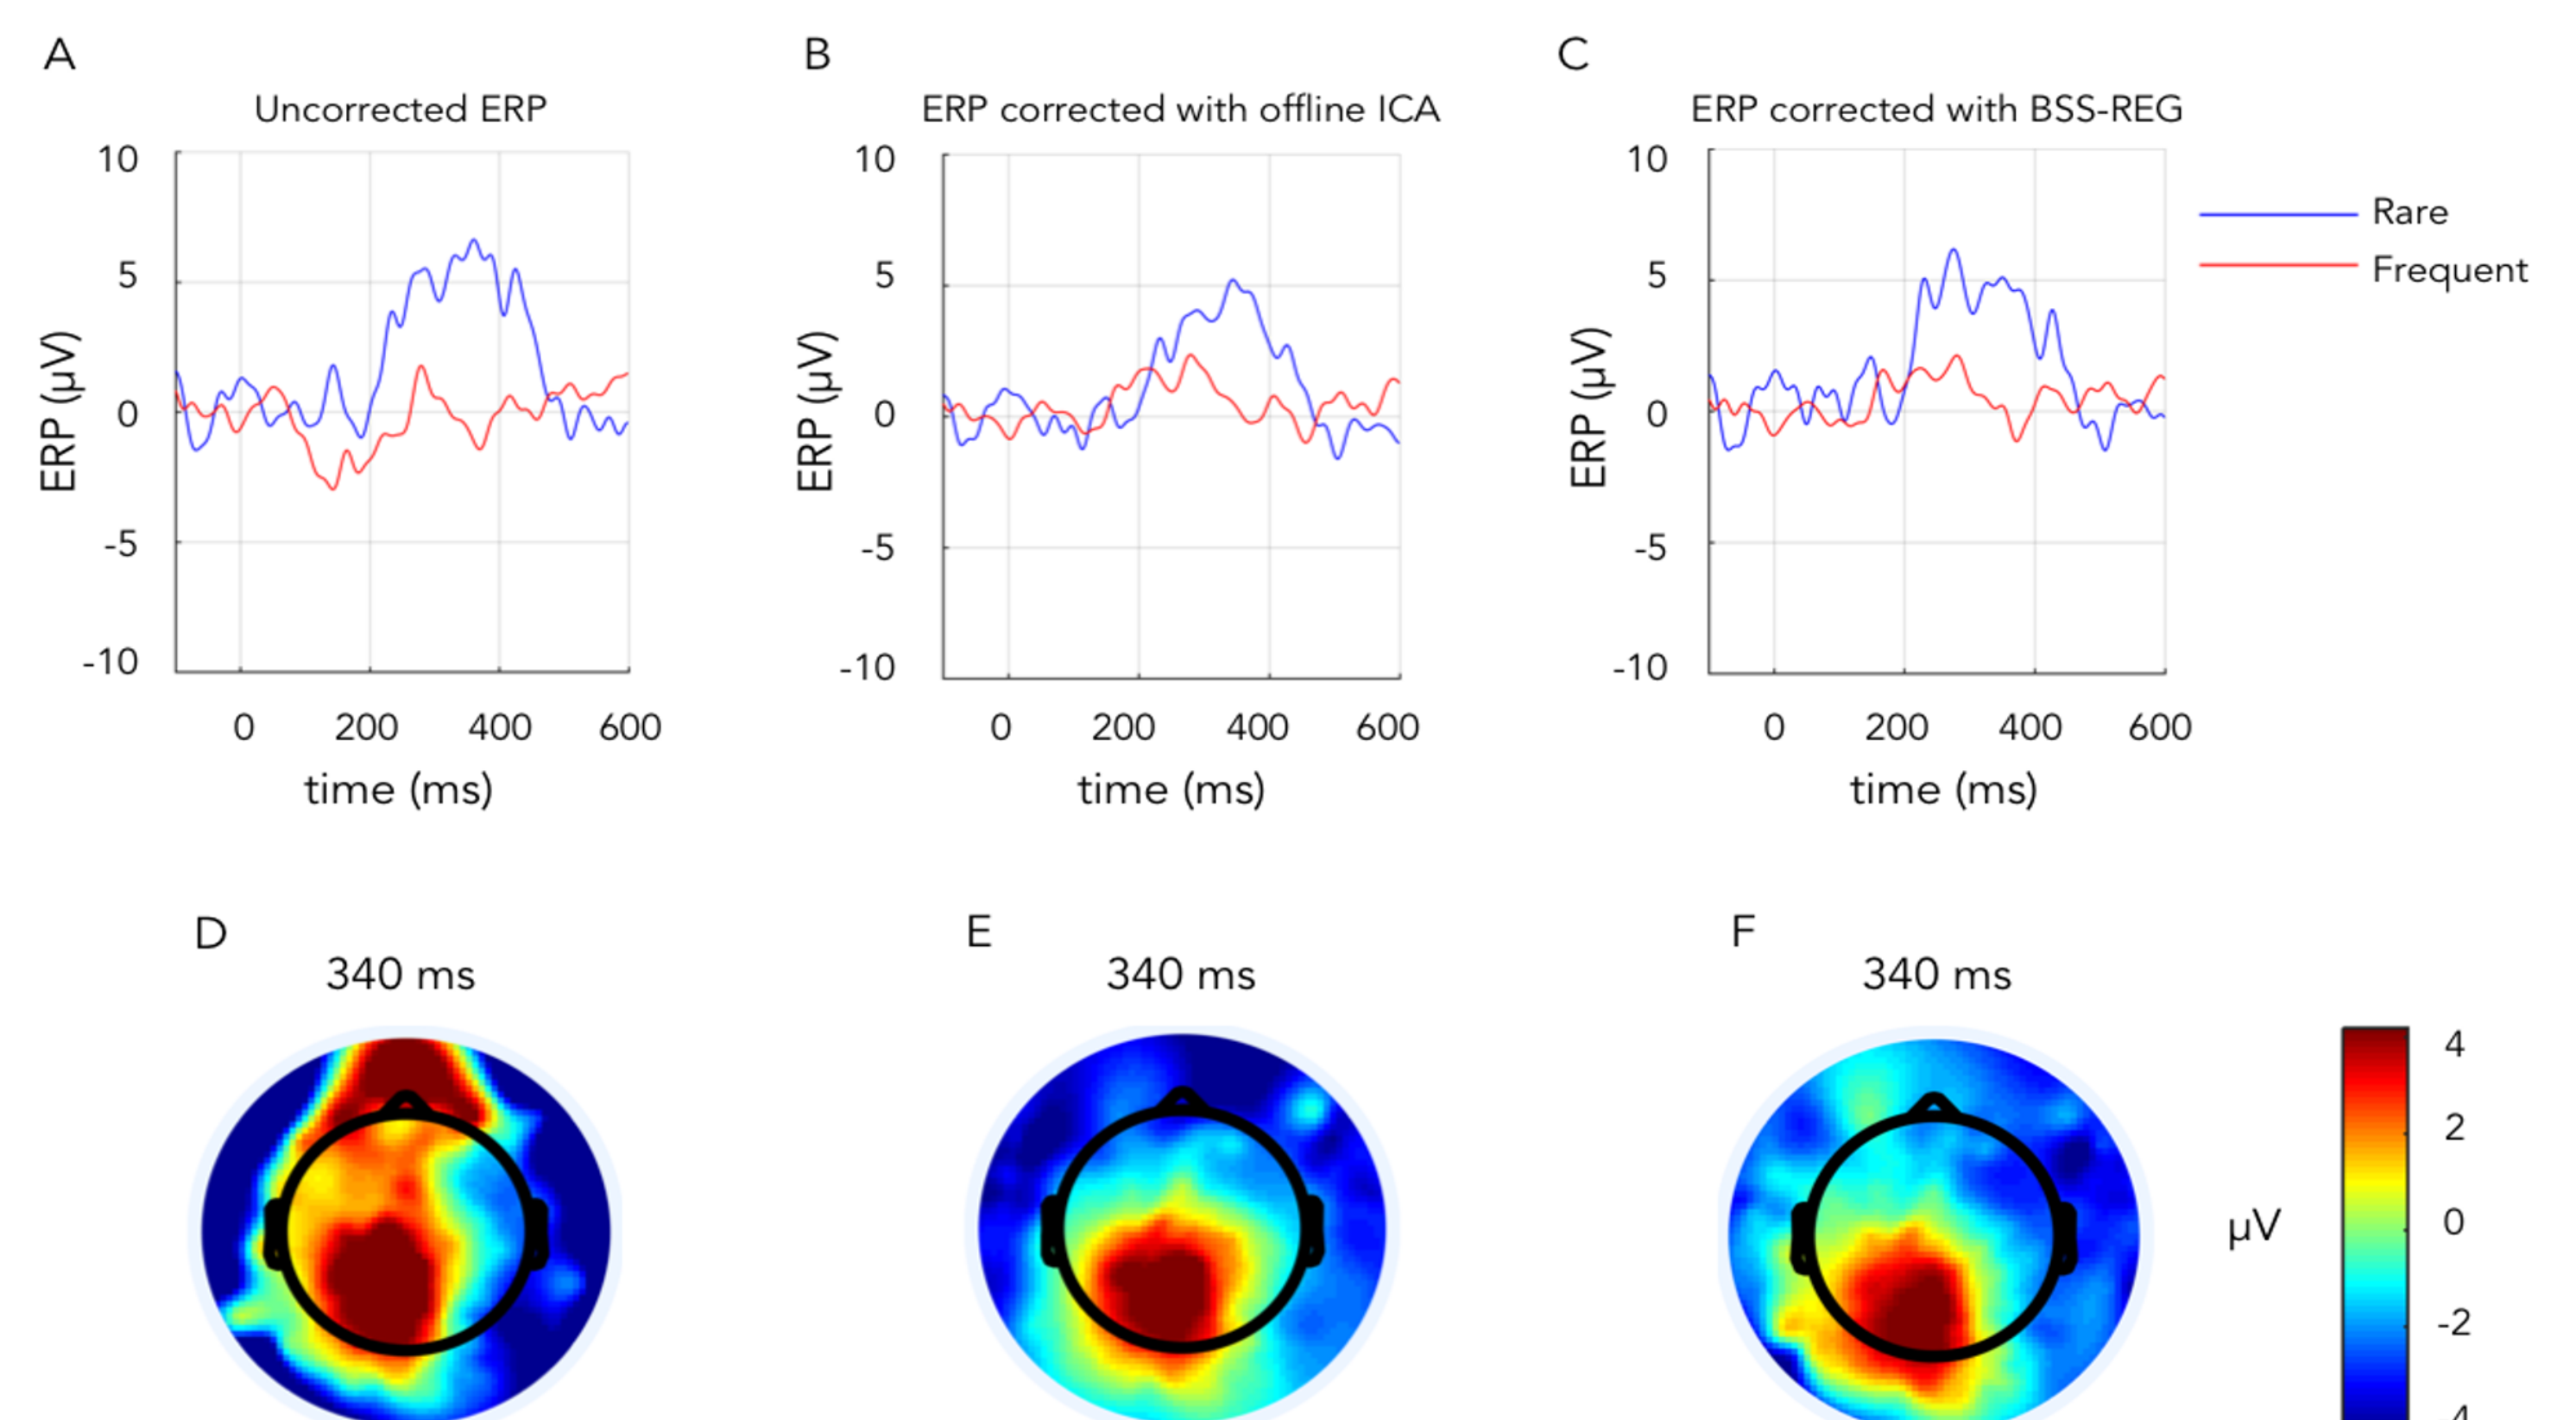 A
B
C
Uncorrected ERP
ERP corrected with offline ICA
ERP corrected with BSS-REG
10
5
0
-5
-10
ERP (µV)
0 200 400 600
time (ms)
10
5
0
-5
-10
ERP (µV)
0 200 400 600
time (ms)
10
5
0
-5
-10
ERP (µV)
0 200 400 600
time (ms)
Rare
Frequent
D
340 ms
E
340 ms
F
340 ms
µV
4
2
0
-2
-4